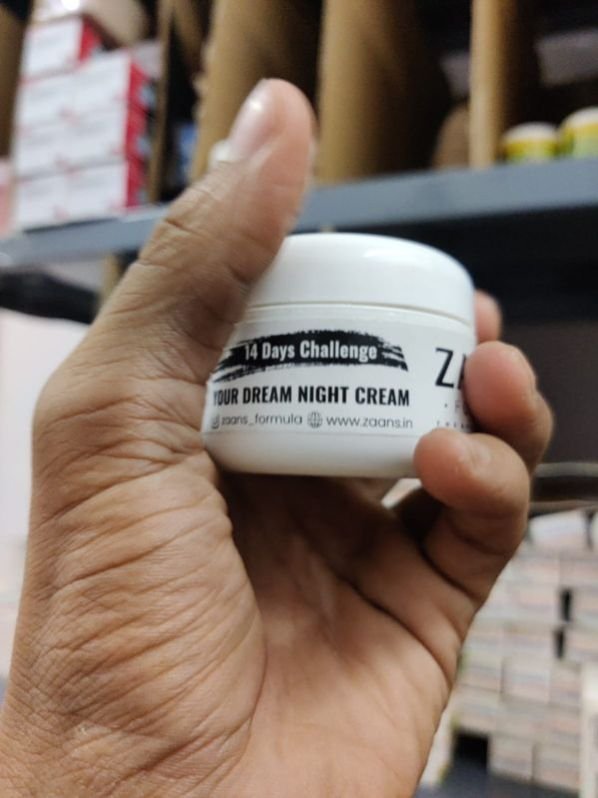 14 Days Challenge
YOUR DREAM NIGHT CREAM
zaans_formula www.zaans.in